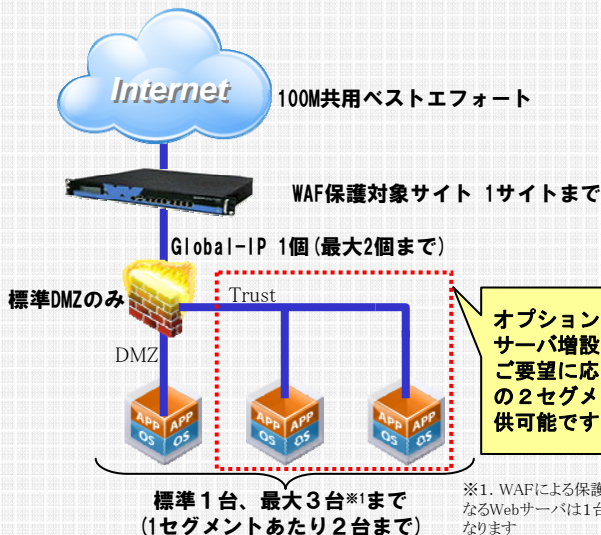 Internet
100M共用ベストエフォート
WAF保護対象サイト 1サイトまで
Global-IP 1個(最大2個まで)
標準DMZのみ
Trust
DMZ
オプション
サーバ増設
ご要望に応
の２セグメ
供可能です
APP APP
OS OS
APP APP
OS OS
APP APP
OS OS
標準１台、最大３台※1まで
(1セグメントあたり２台まで)
※1. WAFによる保護
なるWebサーバは1台
なります